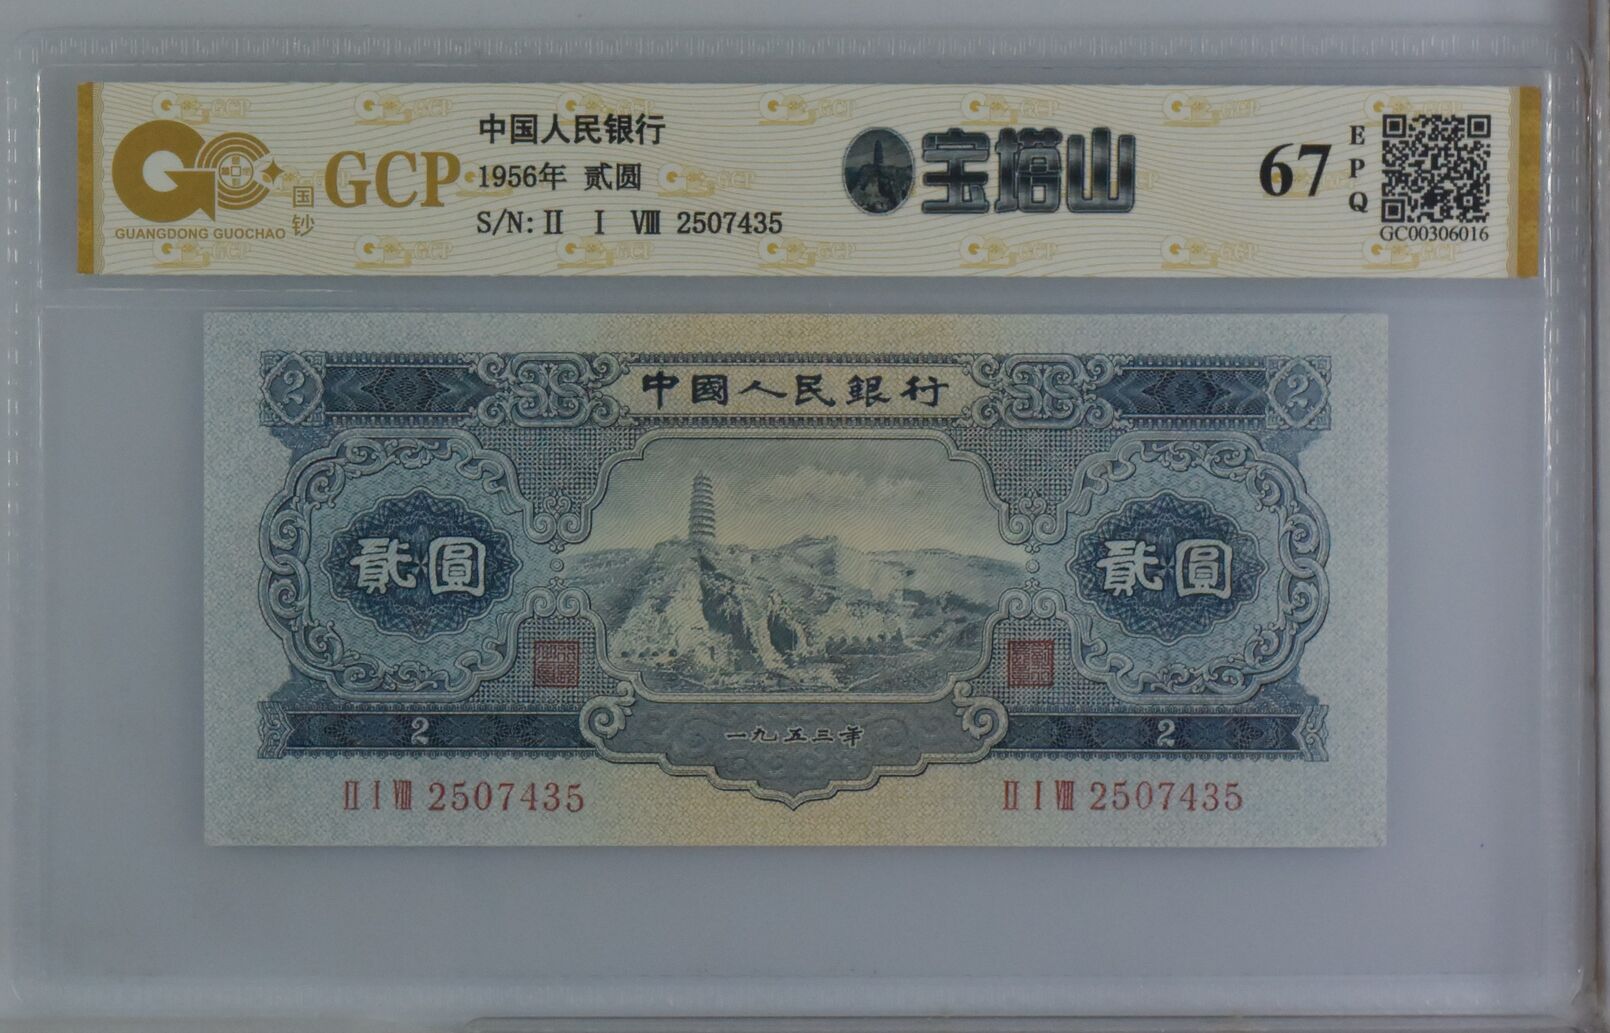 GCP
国钞
GUANGDONG GUOCHAO
中国人民银行
1956年 贰圆
S/N: Ⅱ Ⅰ Ⅷ 2507435
宝塔山
67
EPQ
GC00306016
2 中國人民銀行 2
貳圓 貳圓
2 一九五三年 2
Ⅱ Ⅰ Ⅷ 2507435 Ⅱ Ⅰ Ⅷ 2507435